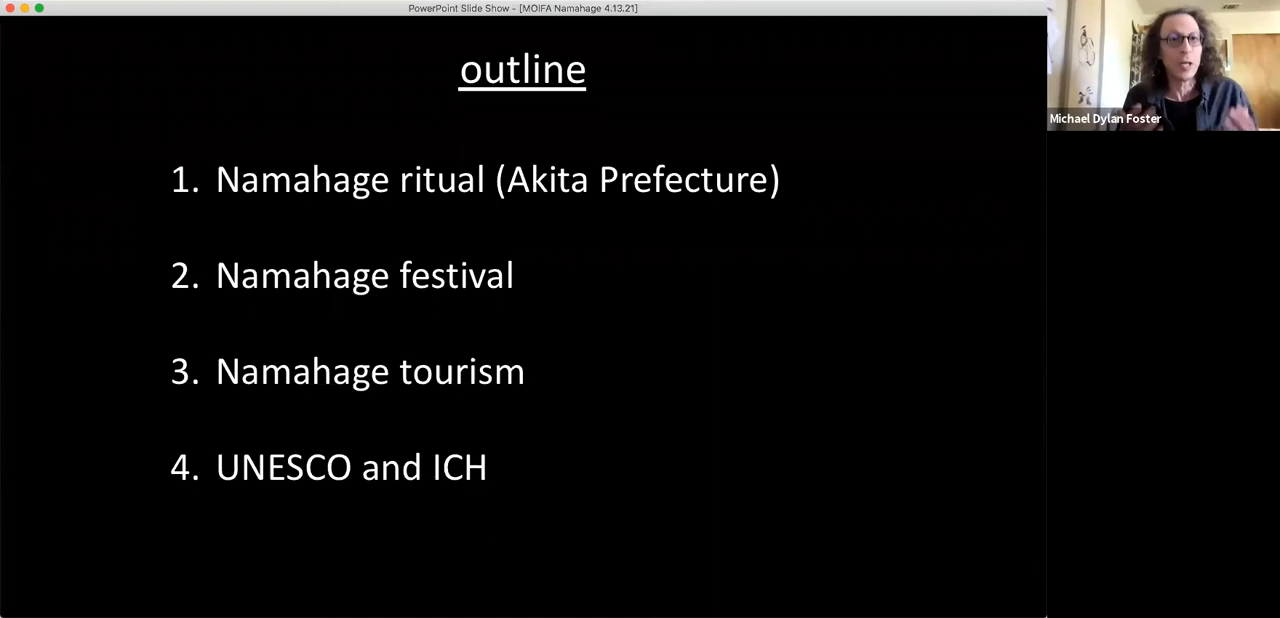 PowerPoint Slide Show - [MOIFA Namahage 4.13.21]
outline
1. Namahage ritual (Akita Prefecture)
2. Namahage festival
3. Namahage tourism
4. UNESCO and ICH
Michael Dylan Foster